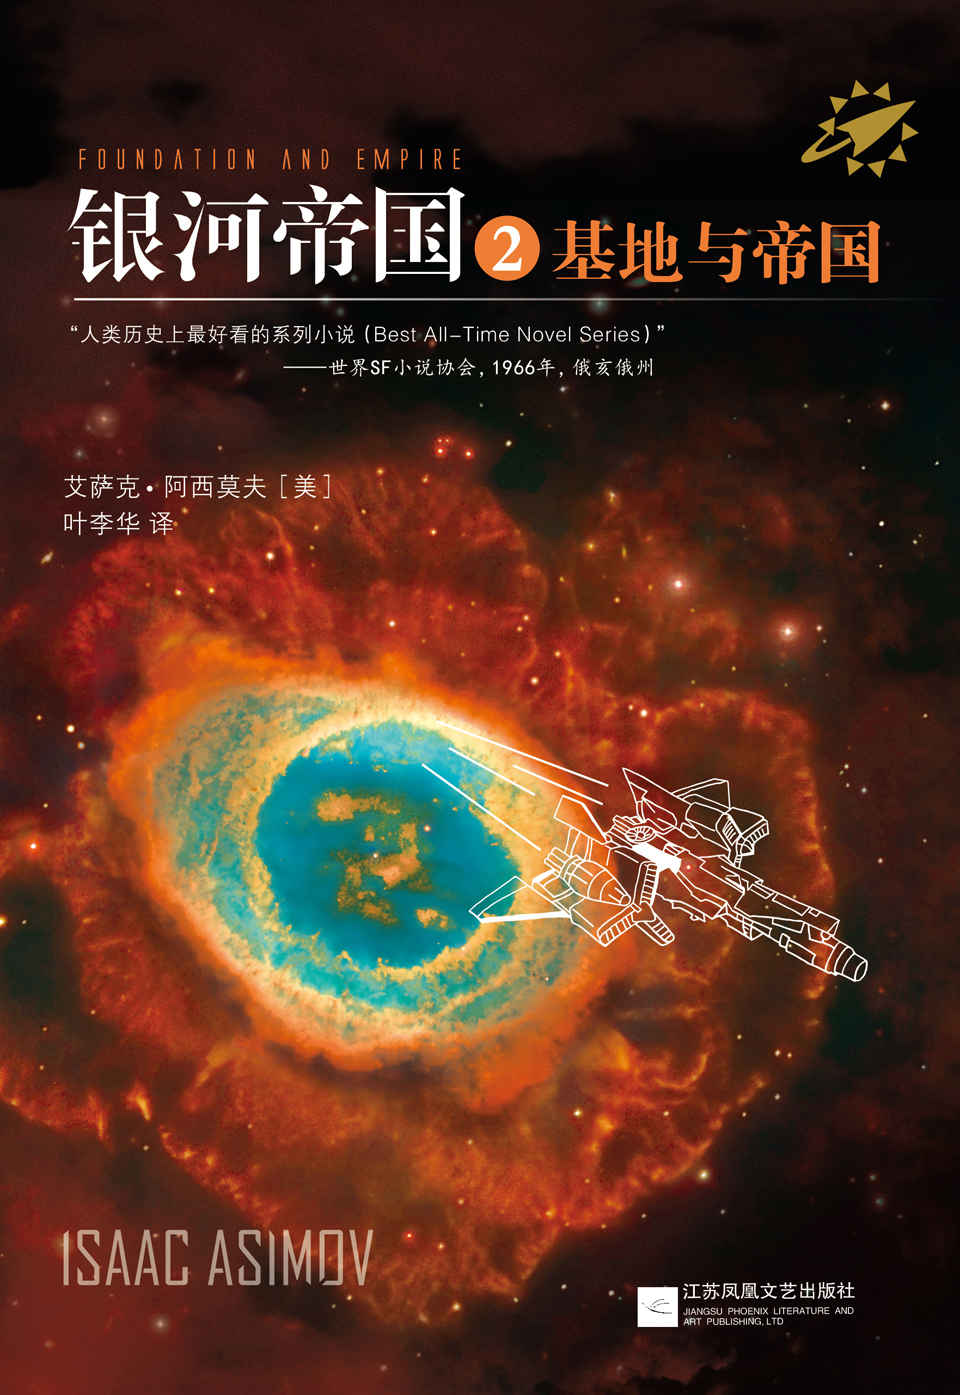 FOUNDATION AND EMPIRE
银河帝国2基地与帝国
“人类历史上最好看的系列小说（Best All-Time Novel Series）”
——世界SF小说协会，1966年，俄亥俄州
艾萨克·阿西莫夫［美］
叶李华 译
ISAAC ASIMOV
江苏凤凰文艺出版社
JIANGSU PHOENIX LITERATURE AND
ART PUBLISHING, LTD